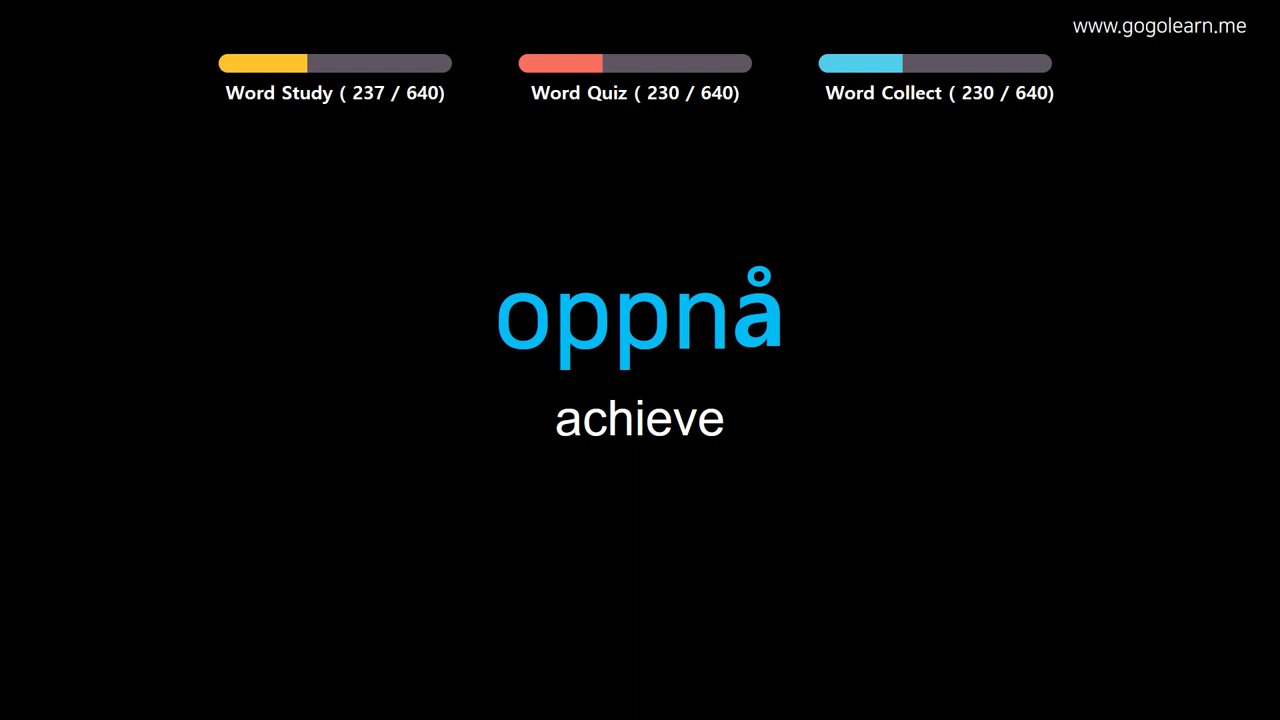 www.gogolearn.me
Word Study ( 237 / 640)
Word Quiz ( 230 / 640)
Word Collect ( 230 / 640)
oppnå
achieve